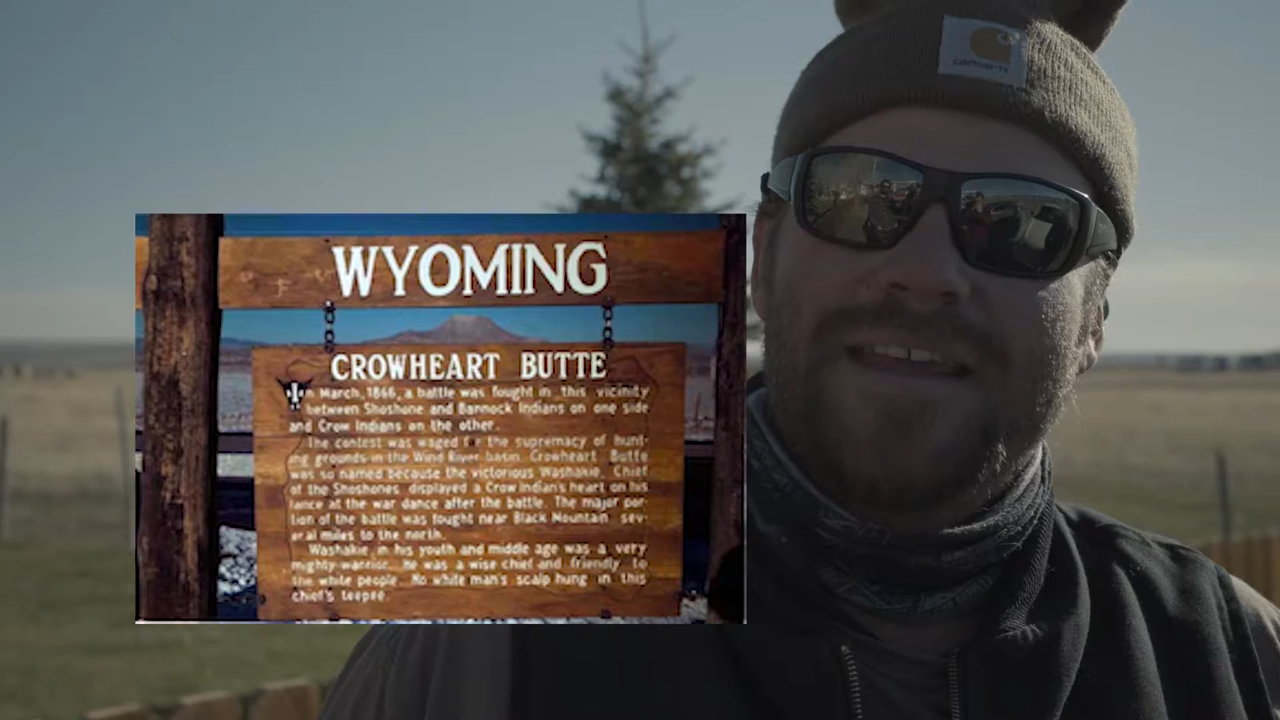 carhartt
WYOMING
CROWHEART BUTTE
In March, 1866, a battle was fought in this vicinity
between Shoshone and Bannock Indians on one side
and Crow Indians on the other.
The contest was waged for the supremacy of hunt-
ing grounds in the Wind River basin. Crowheart Butte
was so named because the victorious Washakie, Chief
of the Shoshones, displayed a Crow Indian's heart on his
lance at the war dance after the battle. The major por-
tion of the battle was fought near Black Mountain sev-
eral miles to the north.
Washakie, in his youth and middle age was a very
mighty warrior. He was a wise chief and friendly to
the white people. No white man's scalp hung in this
chief's teepee.